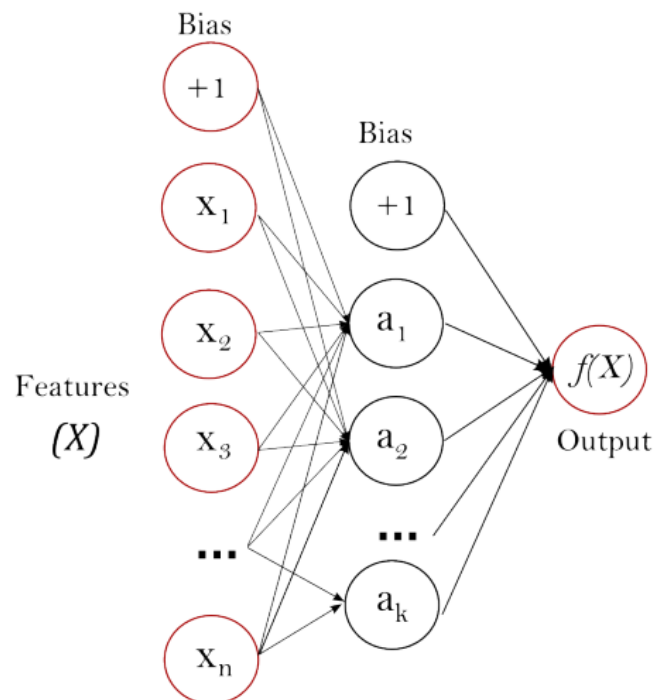 Bias
+1
Bias
x₁
+1
x₂
a₁
Features
(X)
f(X)
x₃
a₂
Output
...
...
xₙ
aₖ